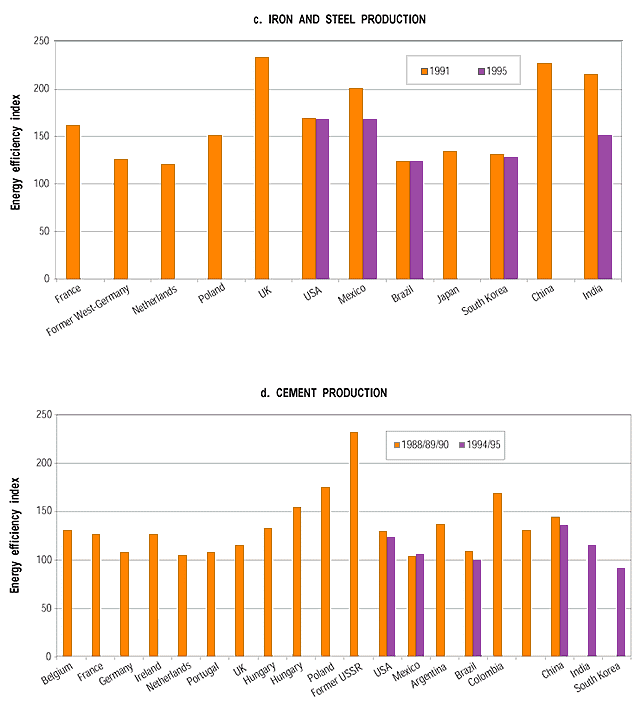 c. IRON AND STEEL PRODUCTION
Energy efficiency index
250
200
150
100
50
0
1991 1995
France Former West-Germany Netherlands Poland UK USA Mexico Brazil Japan South Korea China India
d. CEMENT PRODUCTION
Energy efficiency index
250
200
150
100
50
0
1988/89/90 1994/95
Belgium France Germany Ireland Netherlands Portugal UK Hungary Hungary Poland Former USSR USA Mexico Argentina Brazil Colombia China India South Korea